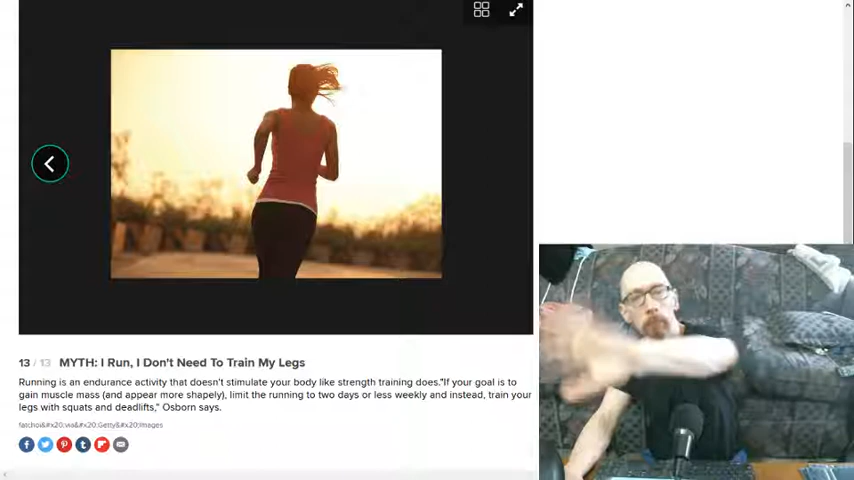 13 / 13 MYTH: I Run, I Don't Need To Train My Legs
Running is an endurance activity that doesn't stimulate your body like strength training does."If your goal is to
gain muscle mass (and appear more shapely), limit the running to two days or less weekly and instead, train your
legs with squats and deadlifts," Osborn says.
fatchoi&#x20;via&#x20;Getty&#x20;Images